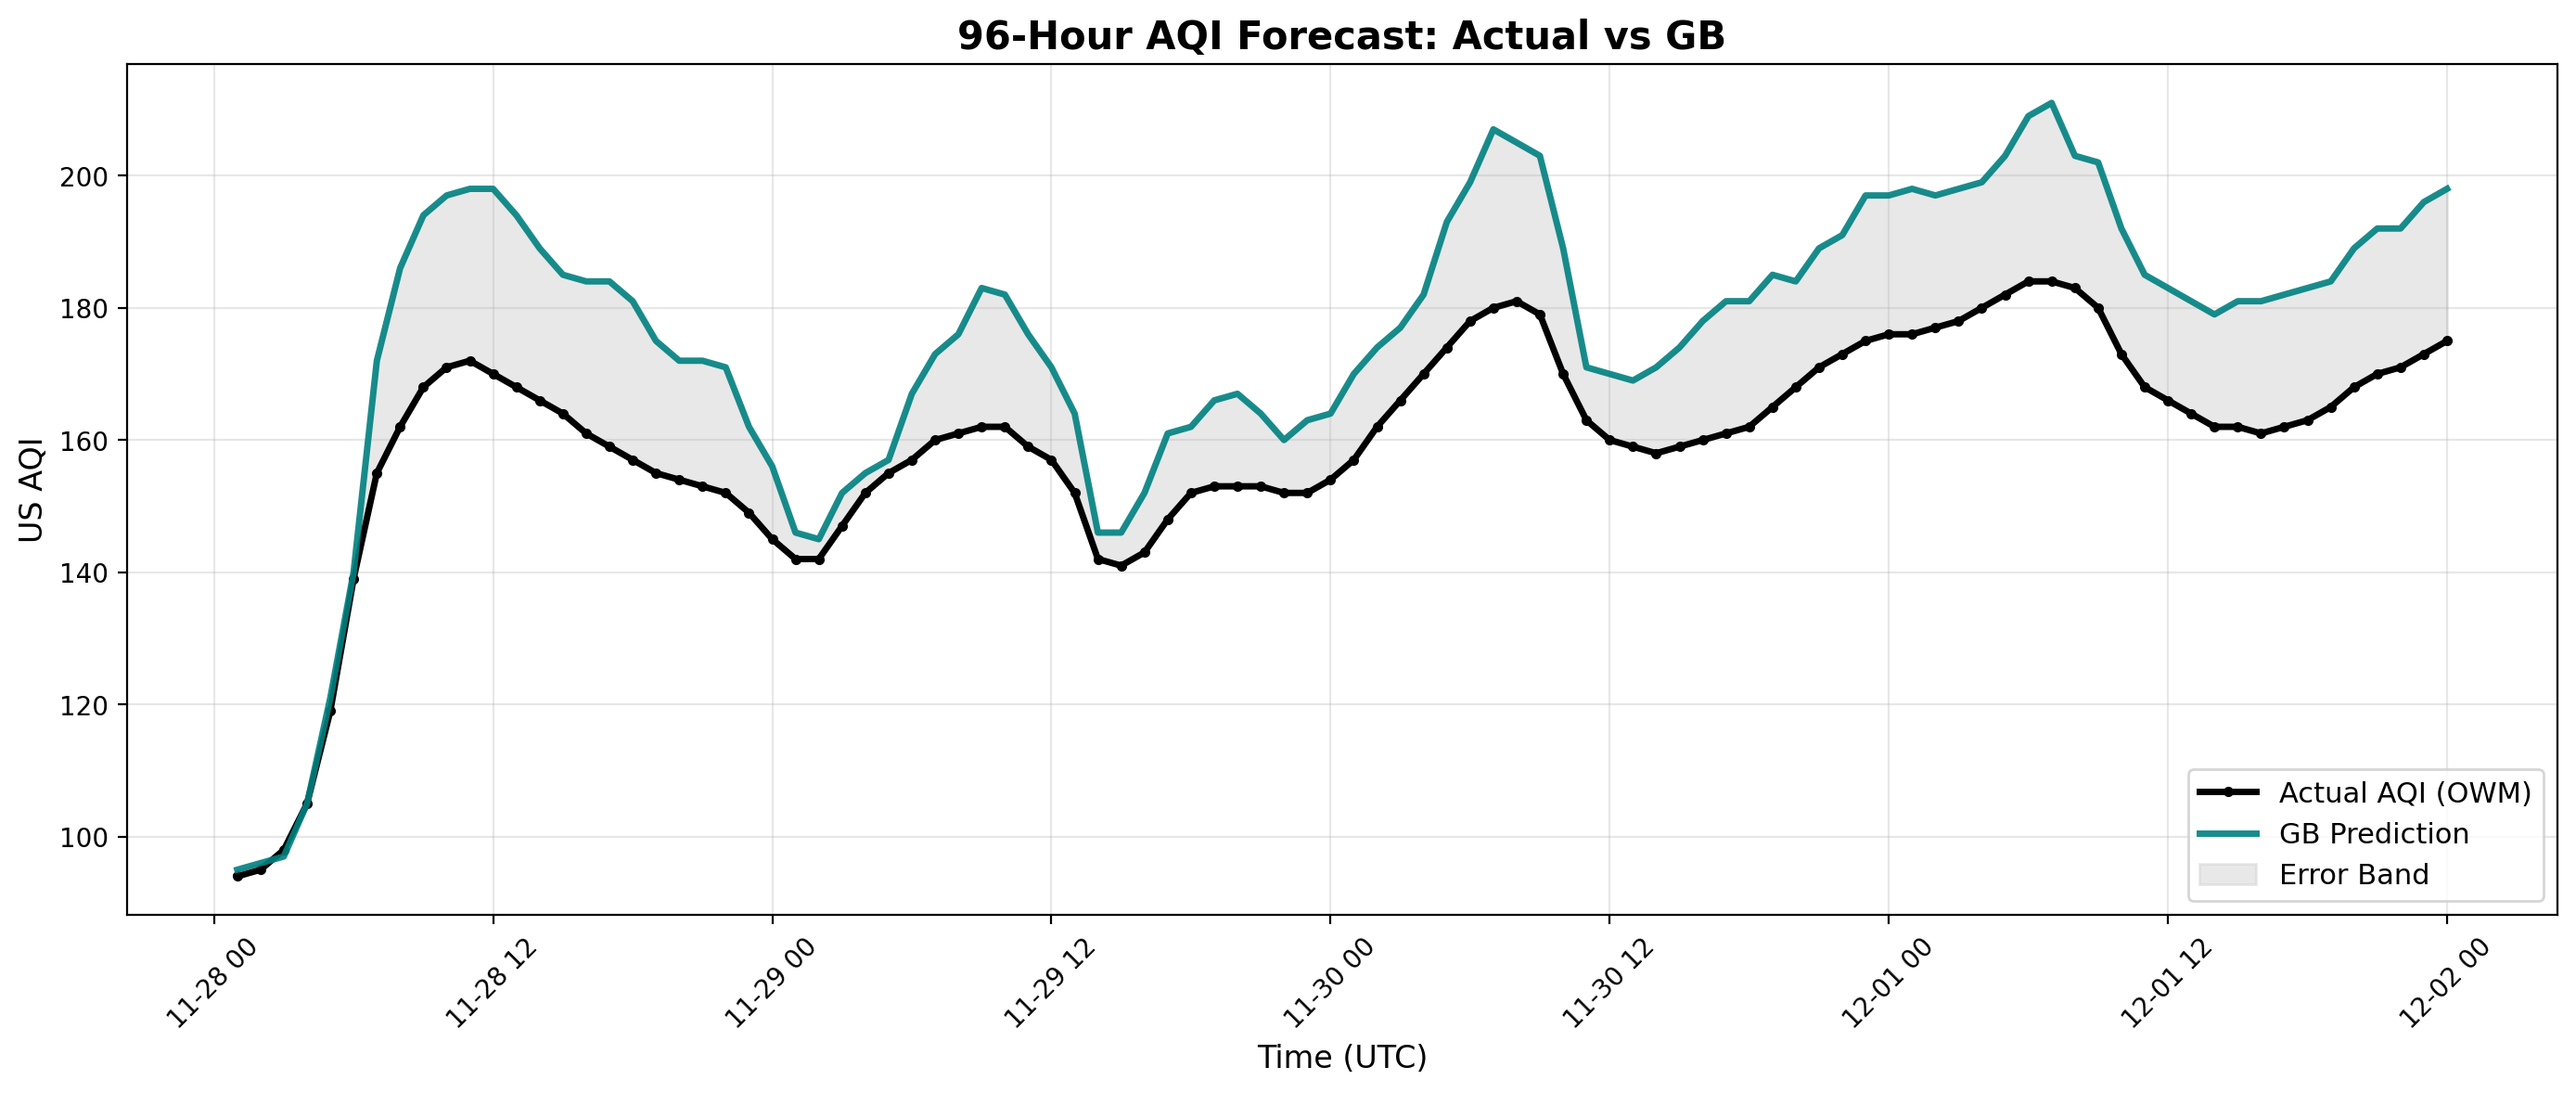 96-Hour AQI Forecast: Actual vs GB
US AQI
200
180
160
140
120
100
Actual AQI (OWM)
GB Prediction
Error Band
11-28 00
11-28 12
11-29 00
11-29 12
11-30 00
11-30 12
12-01 00
12-01 12
12-02 00
Time (UTC)